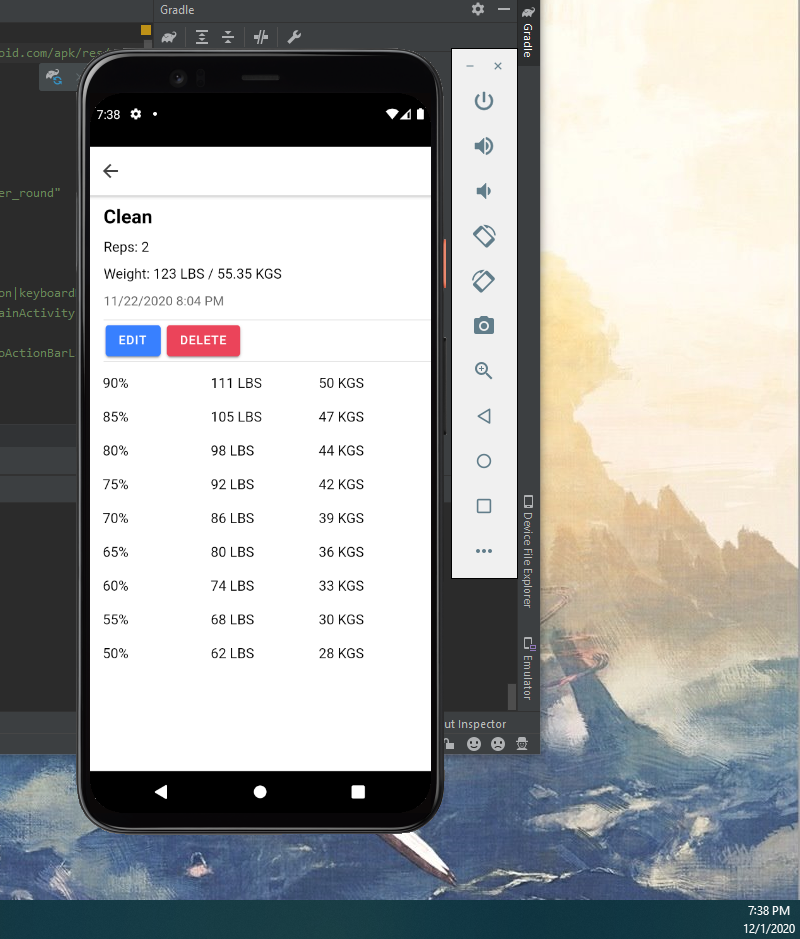 Gradle
oid.com/apk/res/
Gradle
7:38
er_round"
Clean
Reps: 2
Weight: 123 LBS / 55.35 KGS
on|keyboard
11/22/2020 8:04 PM
ainActivity
EDIT DELETE
oActionBarL
90% 111 LBS 50 KGS
85% 105 LBS 47 KGS
80% 98 LBS 44 KGS
75% 92 LBS 42 KGS
70% 86 LBS 39 KGS
65% 80 LBS 36 KGS
60% 74 LBS 33 KGS
55% 68 LBS 30 KGS
50% 62 LBS 28 KGS
Device File Explorer
Emulator
ut Inspector
7:38 PM
12/1/2020